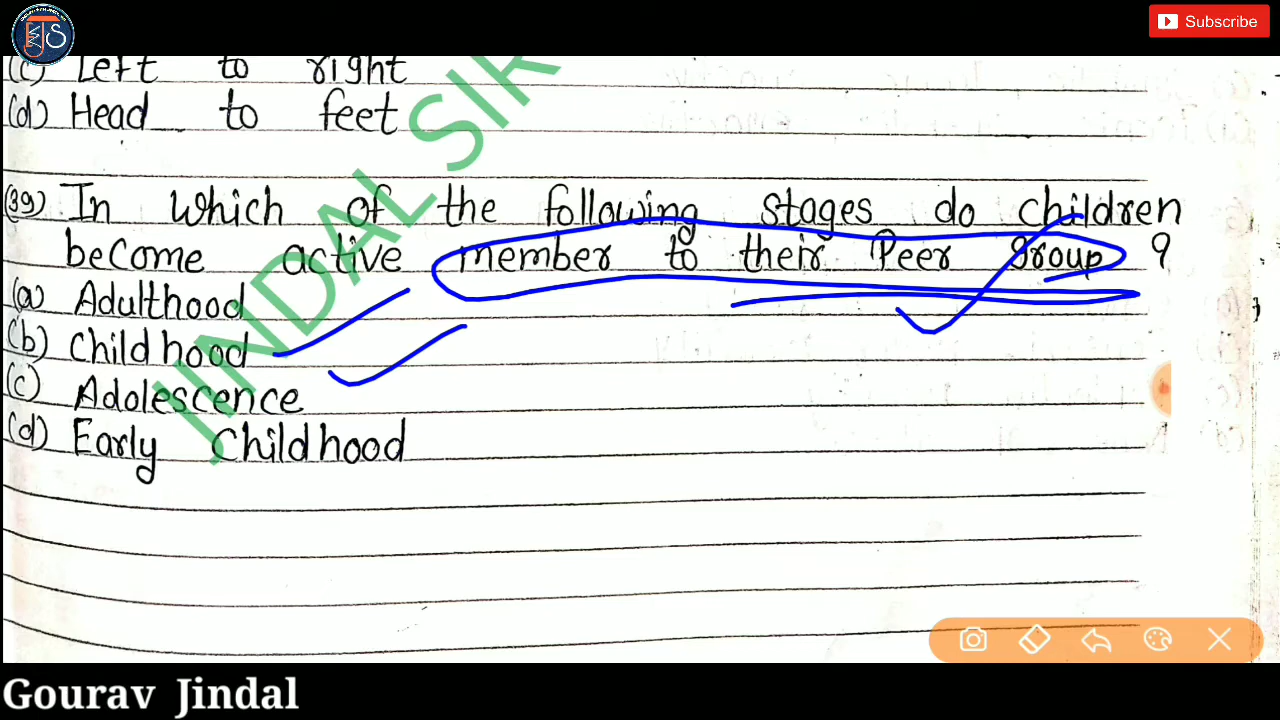 TJS
Subscribe
(c) Left to right
(d) Head to feet
JINDAL SIR
(39) In which of the following stages do children
become active member to their Peer group ?
(a) Adulthood
(b) Childhood
(c) Adolescence
(d) Early Childhood
Gourav Jindal